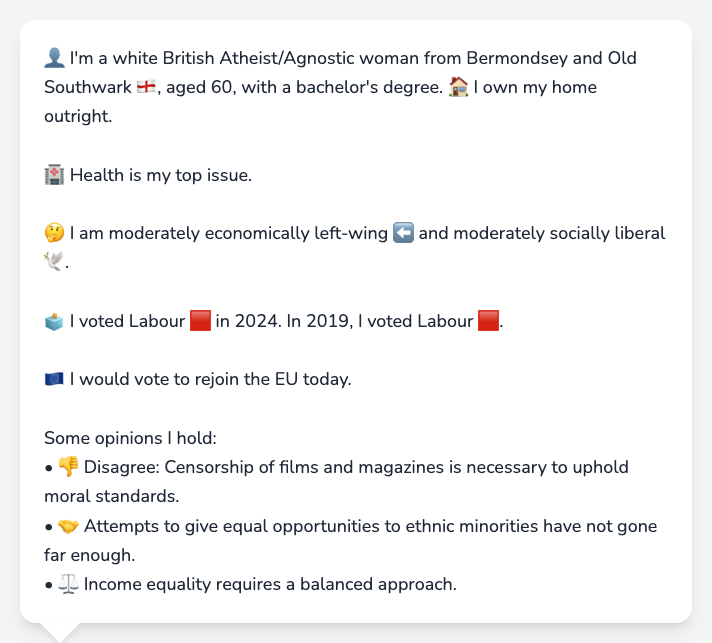 👤 I'm a white British Atheist/Agnostic woman from Bermondsey and Old
Southwark 🏴󠁧󠁢󠁥󠁮󠁧󠁿, aged 60, with a bachelor's degree. 🏠 I own my home
outright.
🏥 Health is my top issue.
🤔 I am moderately economically left-wing ⬅️ and moderately socially liberal
🕊️.
🗳️ I voted Labour 🟥 in 2024. In 2019, I voted Labour 🟥.
🇪🇺 I would vote to rejoin the EU today.
Some opinions I hold:
• 👎 Disagree: Censorship of films and magazines is necessary to uphold
moral standards.
• 🤝 Attempts to give equal opportunities to ethnic minorities have not gone
far enough.
• ⚖️ Income equality requires a balanced approach.